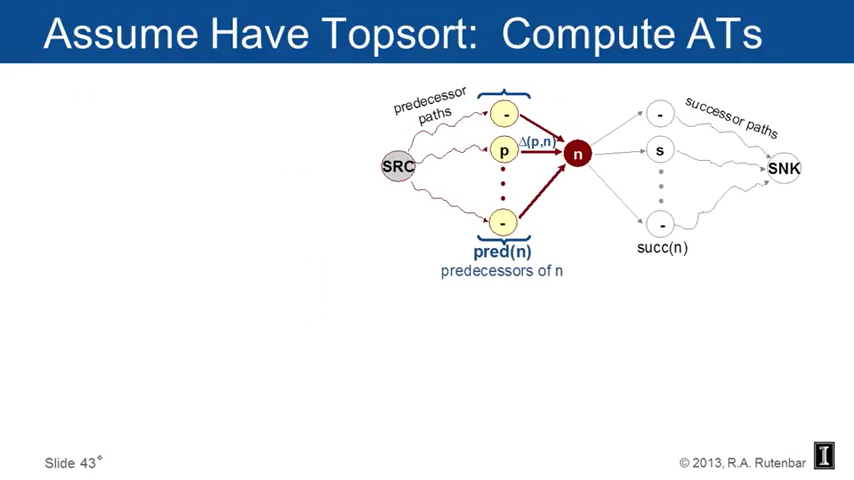 Assume Have Topsort: Compute ATs
predecessor
paths
successor paths
-
-
Δ(p,n)
p
n
s
SRC
SNK
-
-
pred(n)
succ(n)
predecessors of n
Slide 43
© 2013, R.A. Rutenbar
I